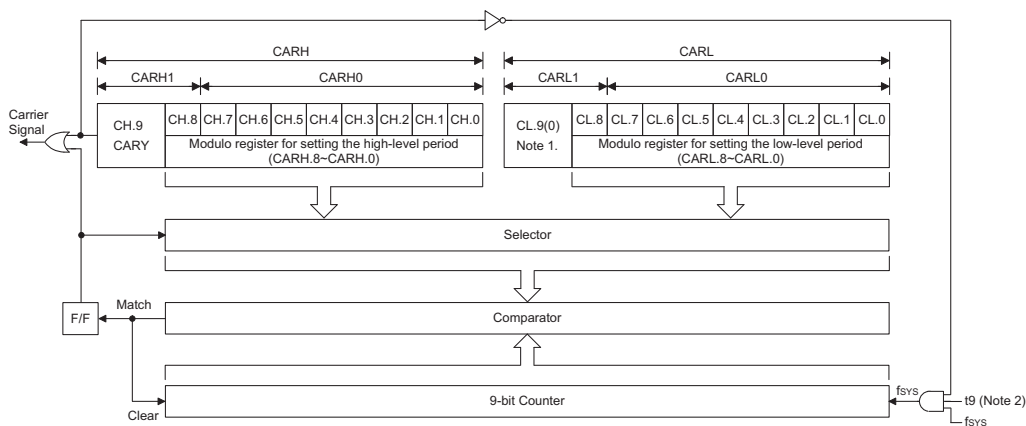 CARH
CARL
CARH1
CARH0
CARL1
CARL0
Carrier
Signal
CH.9
CARY
CH.8
CH.7
CH.6
CH.5
CH.4
CH.3
CH.2
CH.1
CH.0
Modulo register for setting the high-level period
(CARH.8~CARH.0)
CL.9(0)
Note 1.
CL.8
CL.7
CL.6
CL.5
CL.4
CL.3
CL.2
CL.1
CL.0
Modulo register for setting the low-level period
(CARL.8~CARL.0)
Selector
F/F
Match
Comparator
Clear
9-bit Counter
fSYS
t9 (Note 2)
fSYS